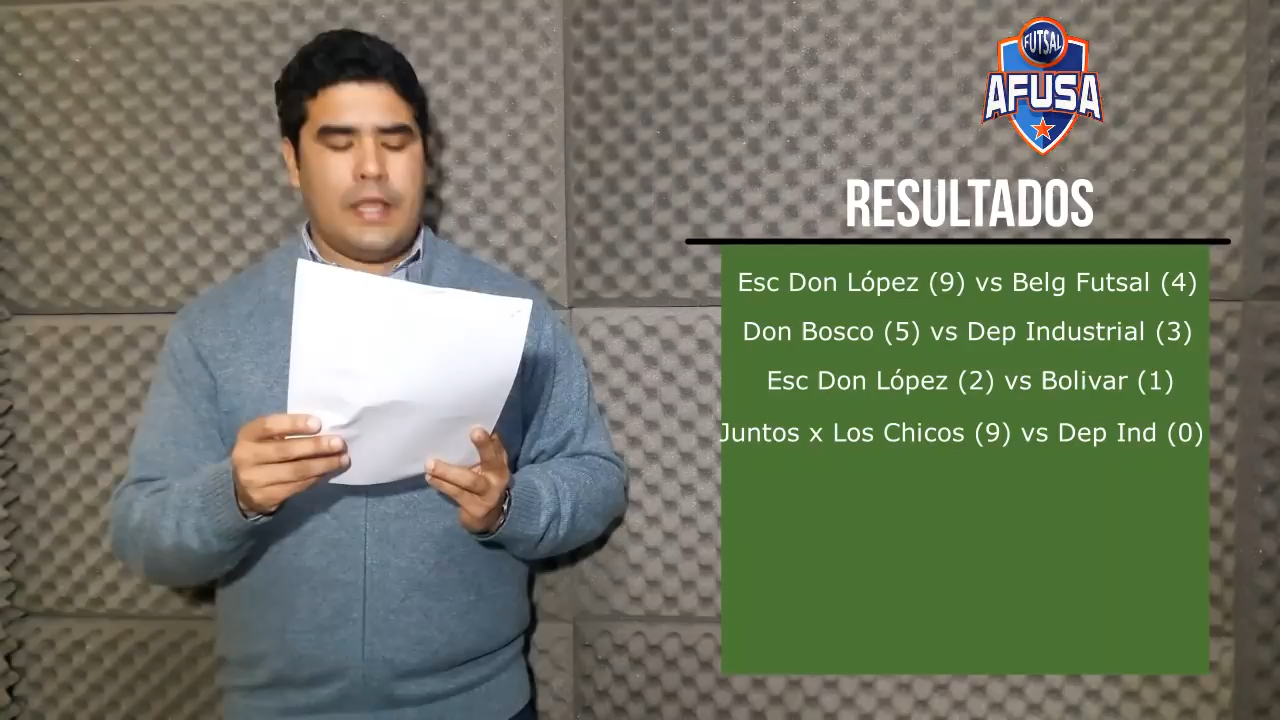 FUTSAL
AFUSA
RESULTADOS
Esc Don López (9) vs Belg Futsal (4)
Don Bosco (5) vs Dep Industrial (3)
Esc Don López (2) vs Bolivar (1)
Juntos x Los Chicos (9) vs Dep Ind (0)